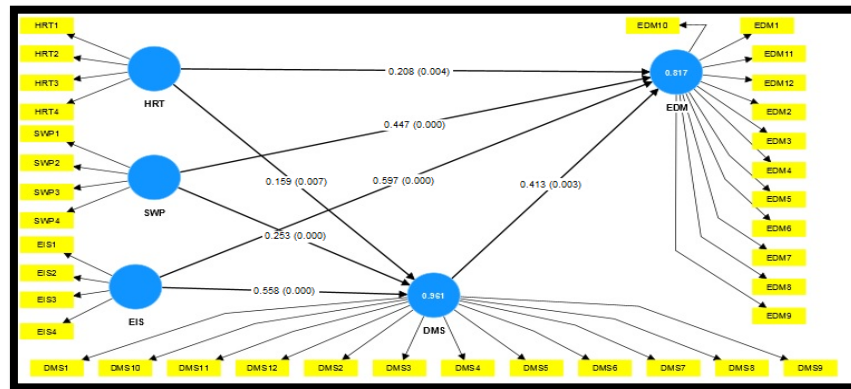 HRT1
HRT2
HRT3
HRT4
HRT
SWP1
SWP2
SWP3
SWP4
SWP
EIS1
EIS2
EIS3
EIS4
EIS
0.208 (0.004)
0.447 (0.000)
0.597 (0.000)
0.159 (0.007)
0.253 (0.000)
0.558 (0.000)
0.413 (0.003)
EDM10
EDM1
EDM11
EDM12
EDM2
EDM3
EDM4
EDM5
EDM6
EDM7
EDM8
EDM9
0.817
EDM
0.961
DMS
DMS1
DMS10
DMS11
DMS12
DMS2
DMS3
DMS4
DMS5
DMS6
DMS7
DMS8
DMS9